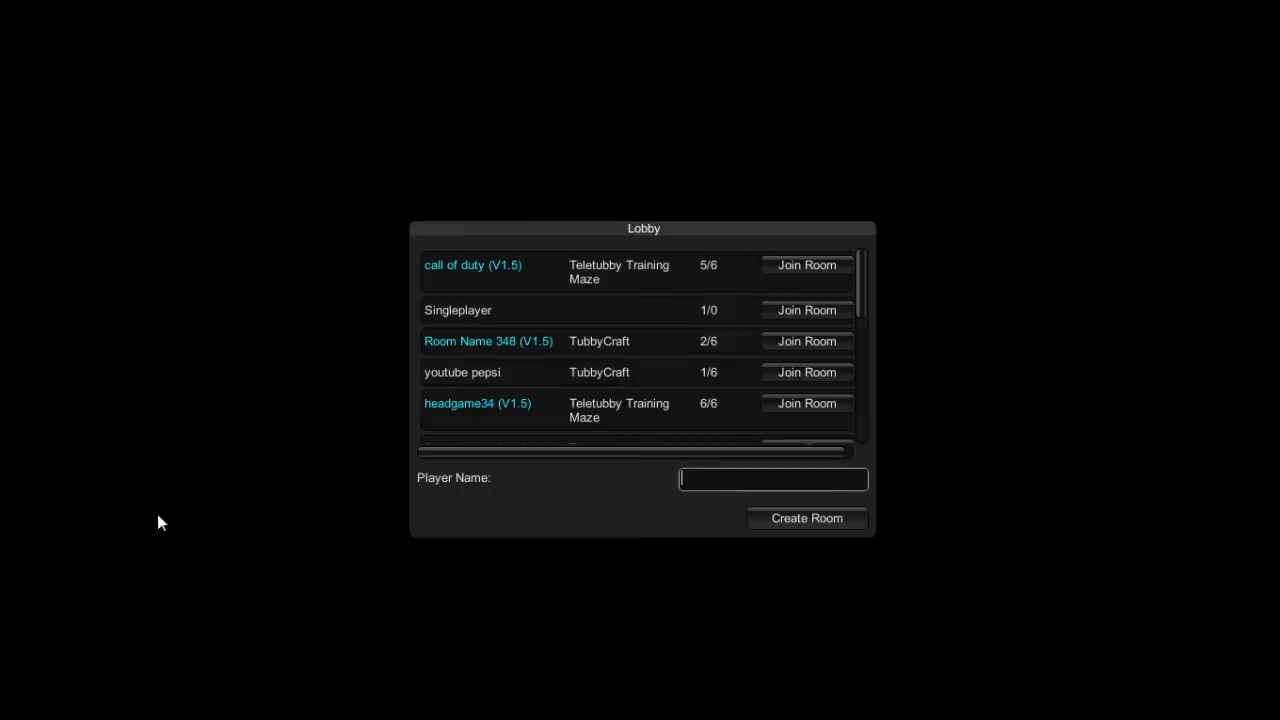 Lobby
call of duty (V1.5) Teletubby Training Maze 5/6 Join Room
Singleplayer 1/0 Join Room
Room Name 348 (V1.5) TubbyCraft 2/6 Join Room
youtube pepsi TubbyCraft 1/6 Join Room
headgame34 (V1.5) Teletubby Training Maze 6/6 Join Room
Player Name:
Create Room